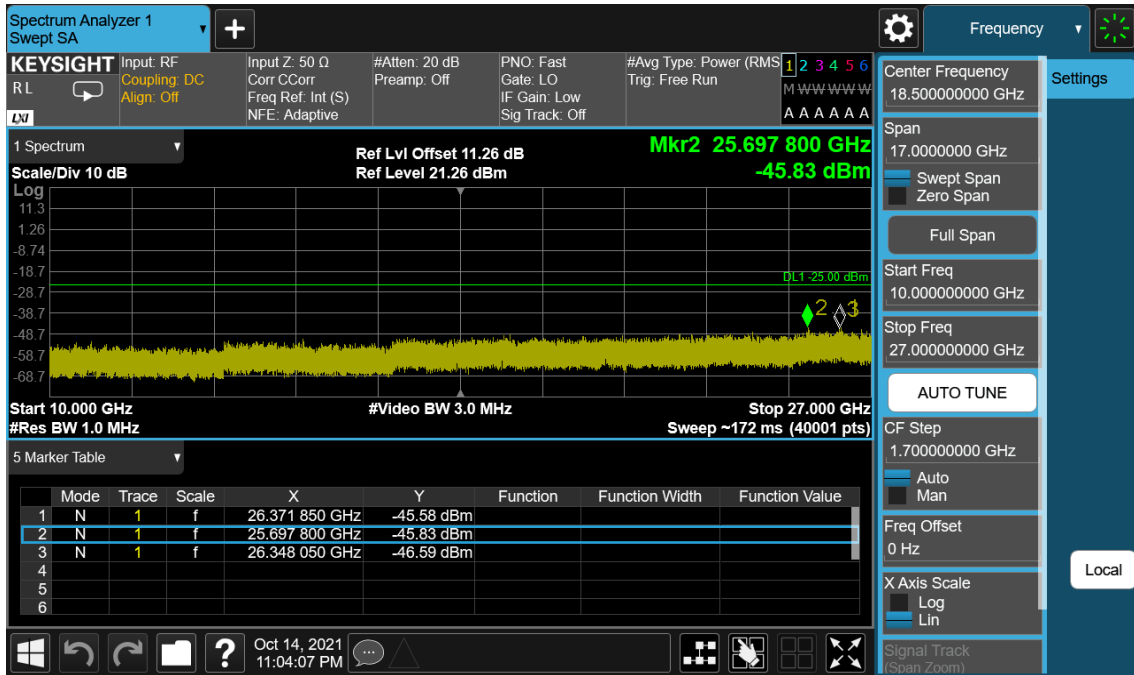 Spectrum Analyzer 1
Swept SA
Frequency
KEYSIGHT
RL
LXI
Input: RF
Coupling: DC
Align: Off
Input Z: 50 Ω
Corr CCorr
Freq Ref: Int (S)
NFE: Adaptive
#Atten: 20 dB
Preamp: Off
PNO: Fast
Gate: LO
IF Gain: Low
Sig Track: Off
#Avg Type: Power (RMS
Trig: Free Run
1 2 3 4 5 6
M W W W W W
A A A A A A
1 Spectrum
Scale/Div 10 dB
Ref Lvl Offset 11.26 dB
Ref Level 21.26 dBm
Mkr2 25.697 800 GHz
-45.83 dBm
Log
11.3
1.26
-8.74
-18.7
-28.7
-38.7
-48.7
-58.7
-68.7
DL1 -25.00 dBm
2
3
Start 10.000 GHz
#Video BW 3.0 MHz
Stop 27.000 GHz
#Res BW 1.0 MHz
Sweep ~172 ms (40001 pts)
5 Marker Table
Mode Trace Scale X Y Function Function Width Function Value
1 N 1 f 26.371 850 GHz -45.58 dBm
2 N 1 f 25.697 800 GHz -45.83 dBm
3 N 1 f 26.348 050 GHz -46.59 dBm
4
5
6
Oct 14, 2021
11:04:07 PM
Center Frequency
18.500000000 GHz
Settings
Span
17.0000000 GHz
Swept Span
Zero Span
Full Span
Start Freq
10.000000000 GHz
Stop Freq
27.000000000 GHz
AUTO TUNE
CF Step
1.700000000 GHz
Auto
Man
Freq Offset
0 Hz
X Axis Scale
Log
Lin
Signal Track
(Span Zoom)
Local